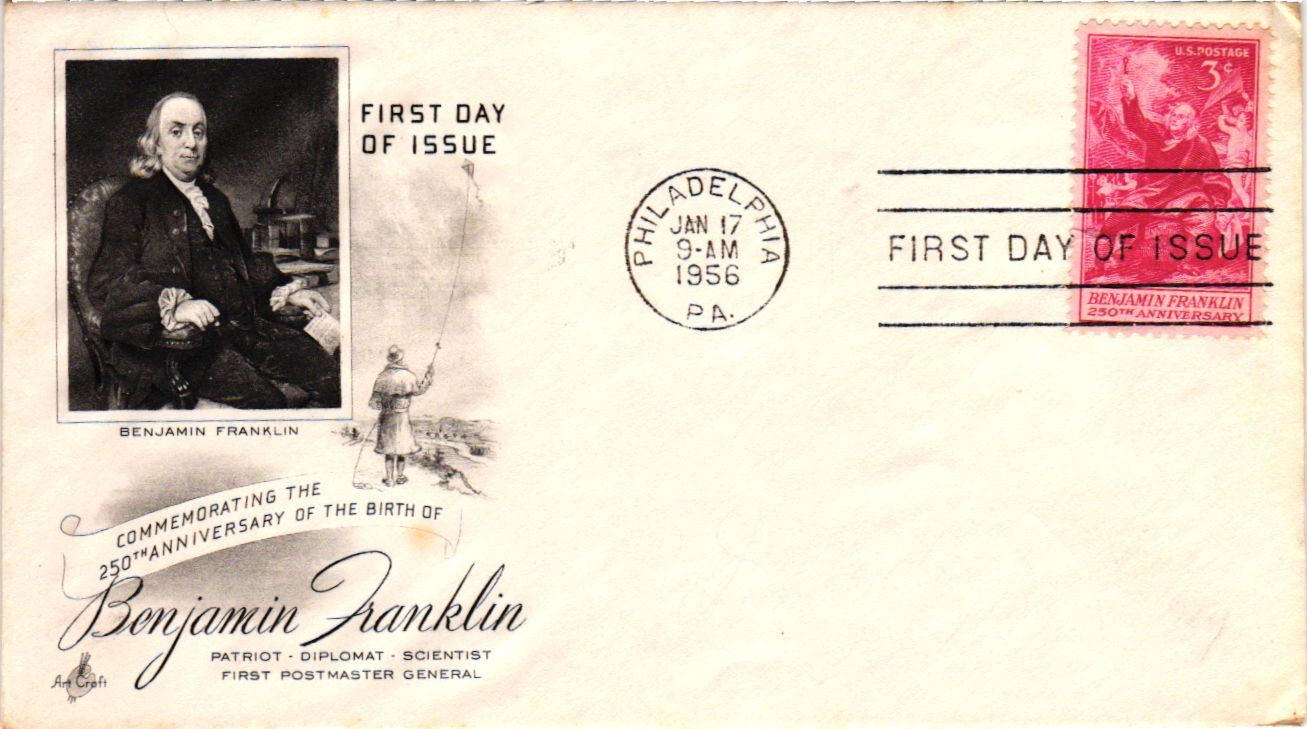 FIRST DAY
OF ISSUE
BENJAMIN FRANKLIN
COMMEMORATING THE
250TH ANNIVERSARY OF THE BIRTH OF
Benjamin Franklin
PATRIOT - DIPLOMAT - SCIENTIST
FIRST POSTMASTER GENERAL
Art Craft
PHILADELPHIA
JAN 17
9-AM
1956
PA.
FIRST DAY OF ISSUE
U.S. POSTAGE
3¢
BENJAMIN FRANKLIN
250TH ANNIVERSARY